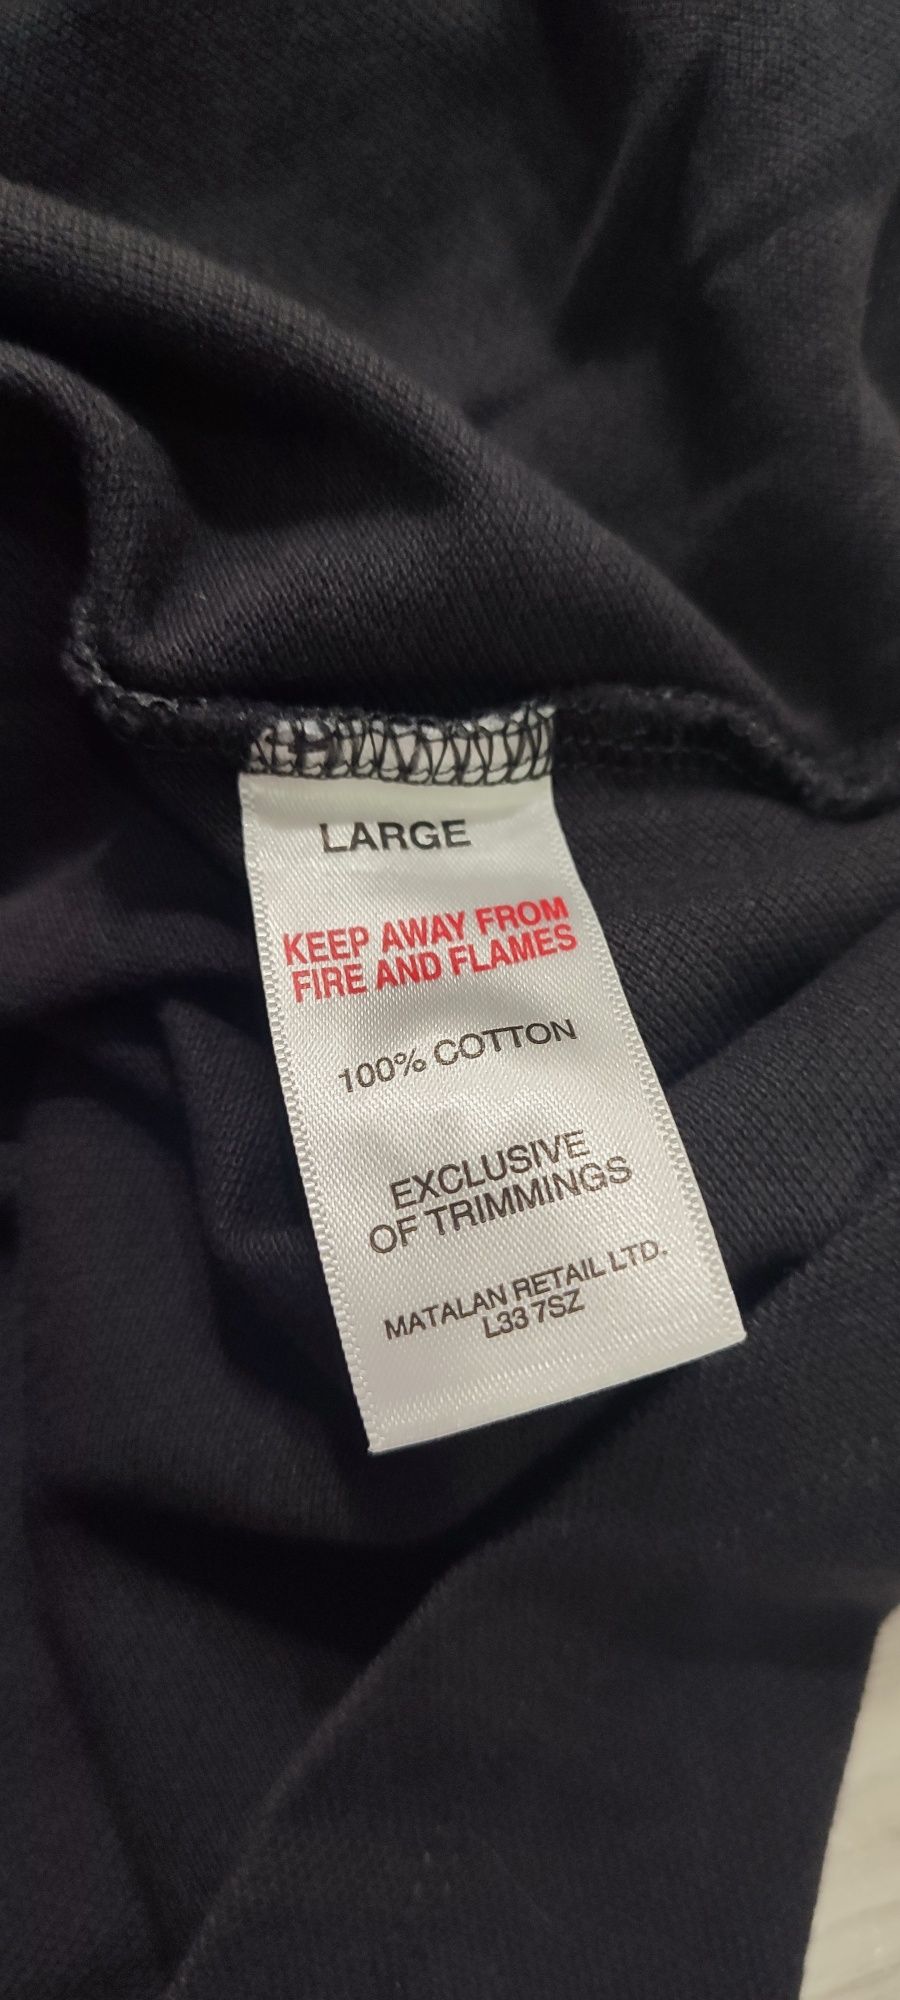 LARGE
KEEP AWAY FROM
FIRE AND FLAMES
100% COTTON
EXCLUSIVE
OF TRIMMINGS
MATALAN RETAIL LTD.
L33 7SZ